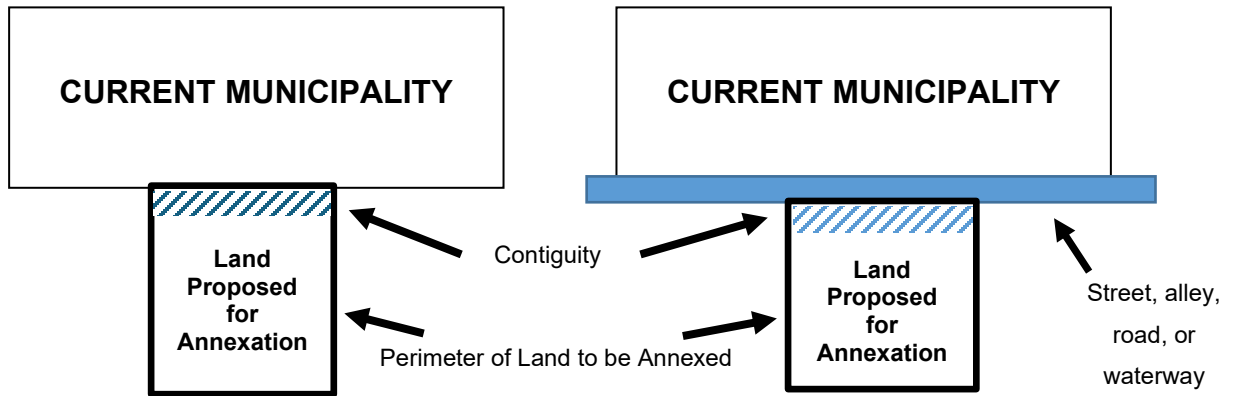 CURRENT MUNICIPALITY
CURRENT MUNICIPALITY
Land
Proposed
for
Annexation
Contiguity
Land
Proposed
for
Annexation
Perimeter of Land to be Annexed
Street, alley,
road, or
waterway